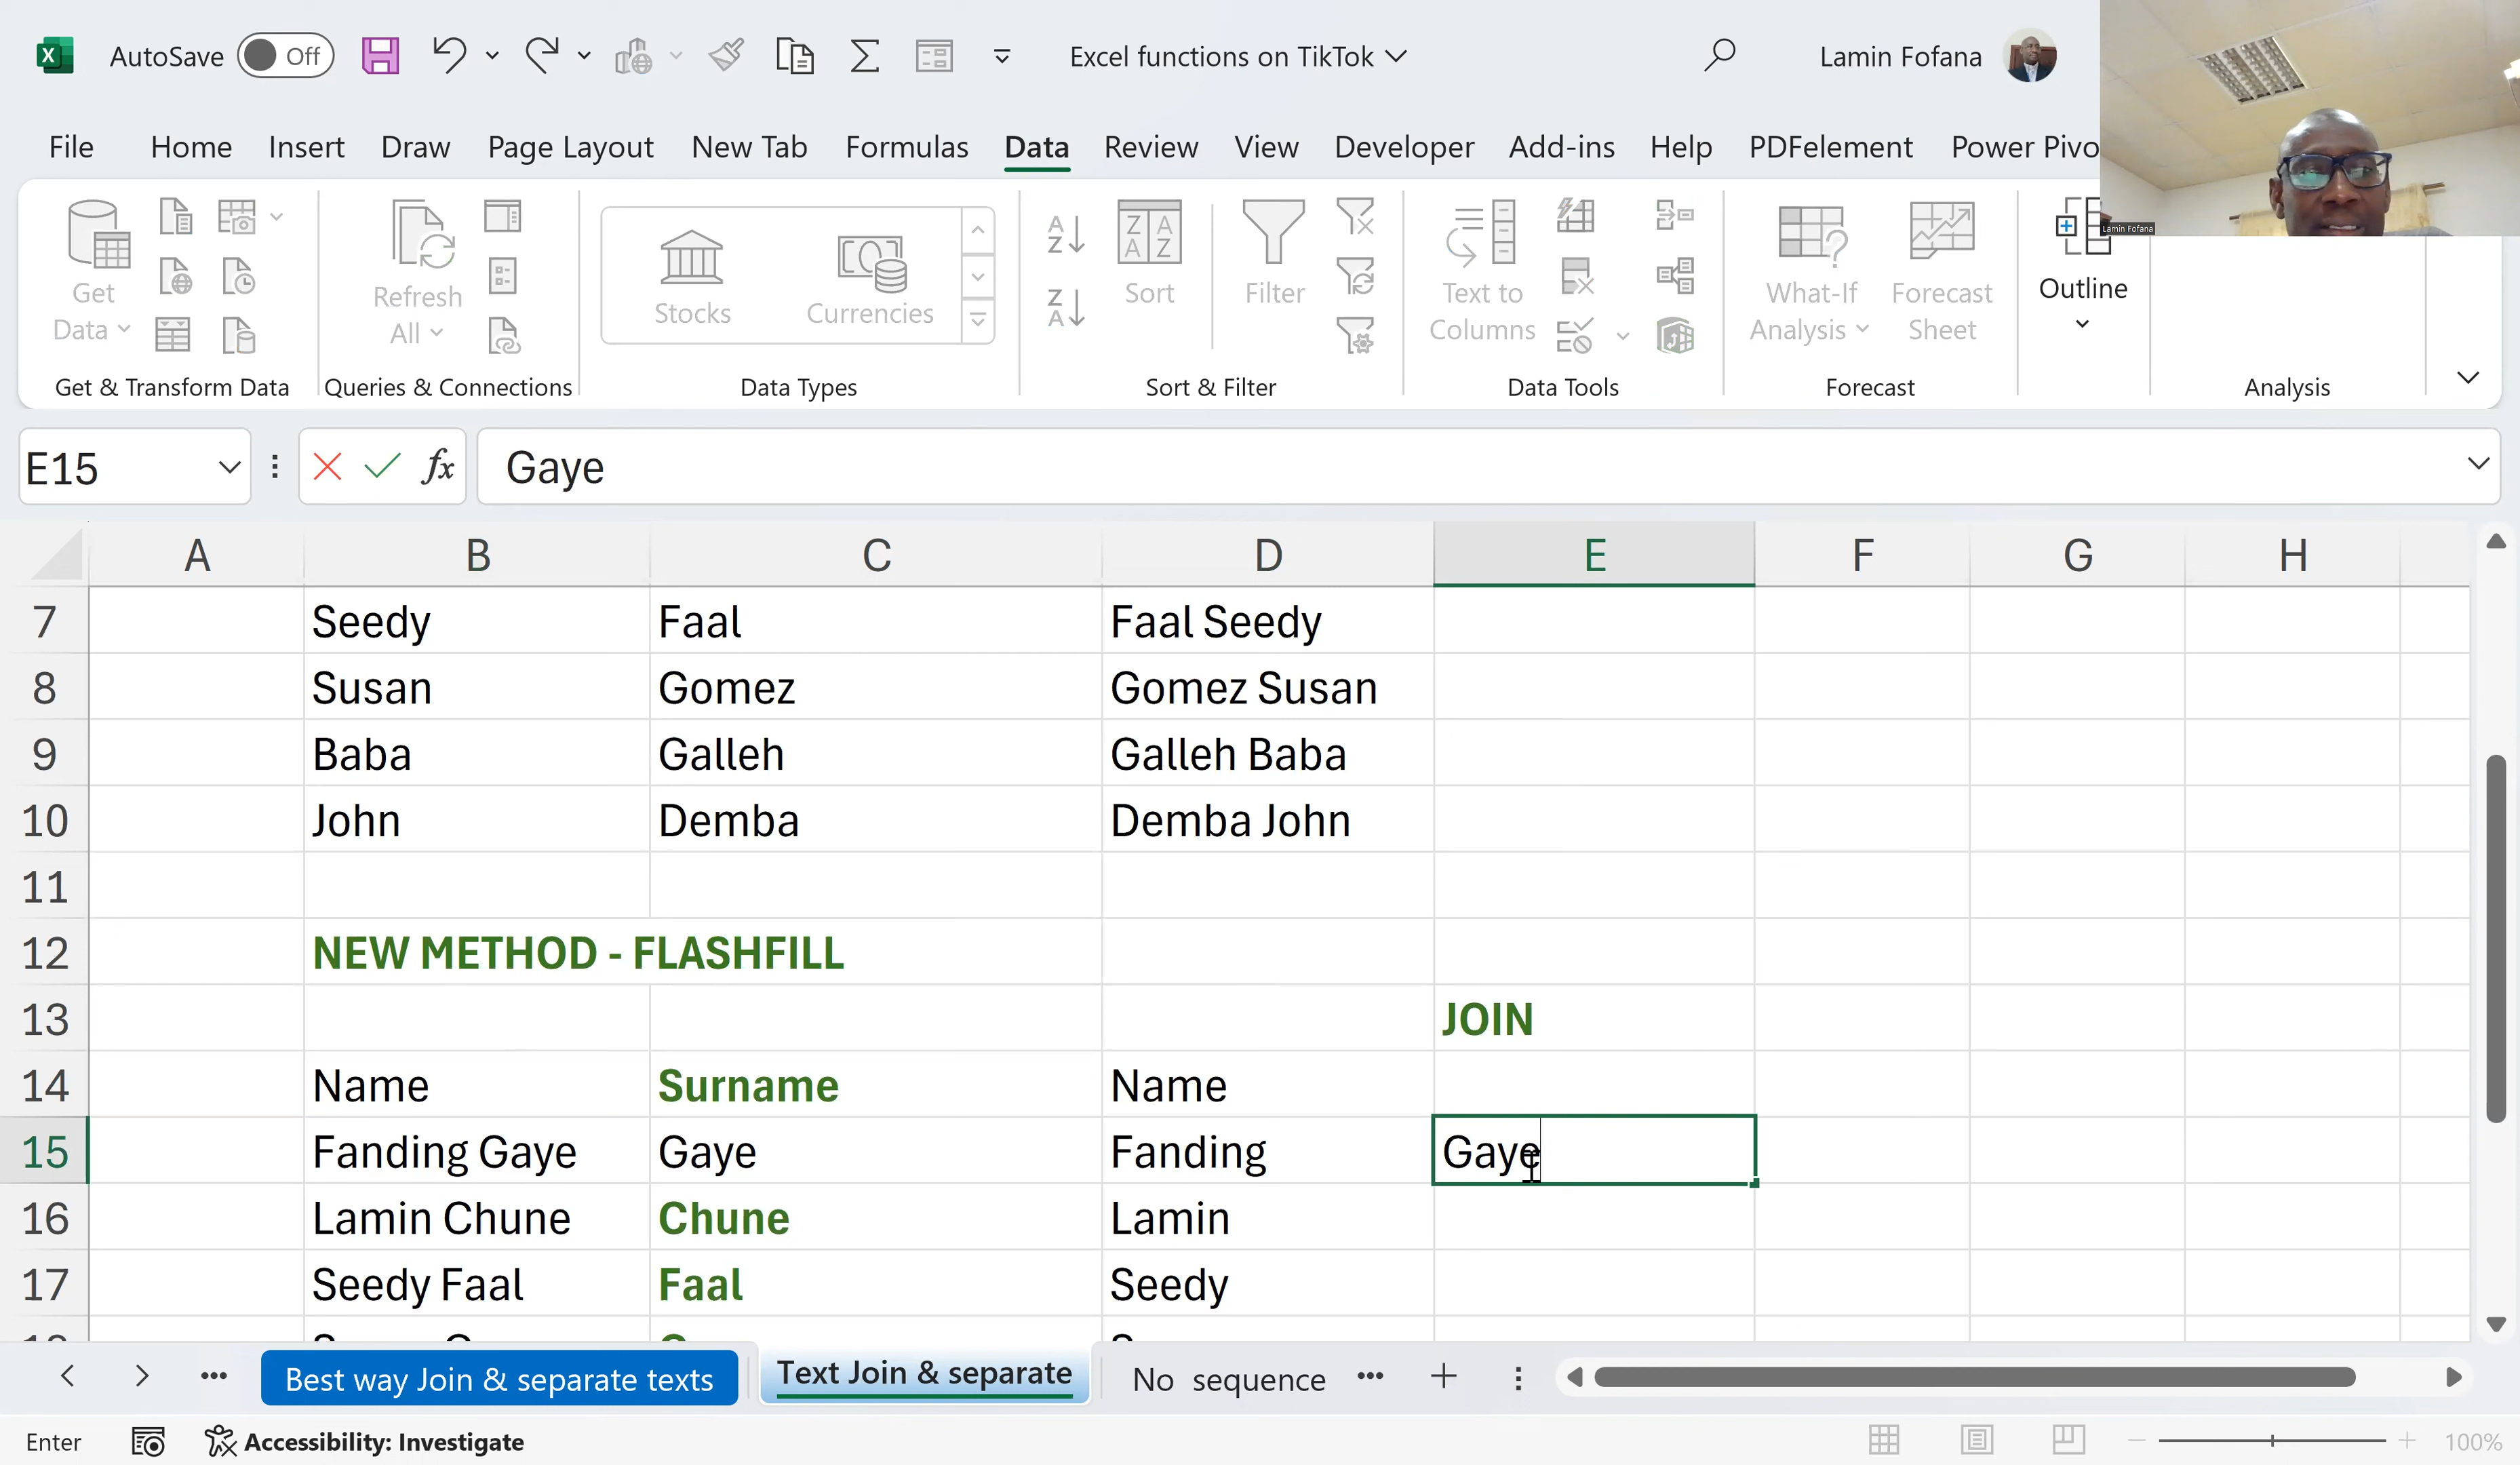 AutoSave Off Excel functions on TikTok Lamin Fofana
File Home Insert Draw Page Layout New Tab Formulas Data Review View Developer Add-ins Help PDFelement Power Pivo
Lamin Fofana
Get Data
Refresh All
Stocks
Currencies
Sort
Filter
Text to Columns
What-If Analysis
Forecast Sheet
Outline
Get & Transform Data Queries & Connections Data Types Sort & Filter Data Tools Forecast Analysis
E15 fx Gaye
A B C D E F G H
7 Seedy Faal Faal Seedy
8 Susan Gomez Gomez Susan
9 Baba Galleh Galleh Baba
10 John Demba Demba John
11
12 NEW METHOD - FLASHFILL
13 JOIN
14 Name Surname Name
15 Fanding Gaye Gaye Fanding Gaye
16 Lamin Chune Chune Lamin
17 Seedy Faal Faal Seedy
Best way Join & separate texts Text Join & separate No sequence
Enter Accessibility: Investigate 100%